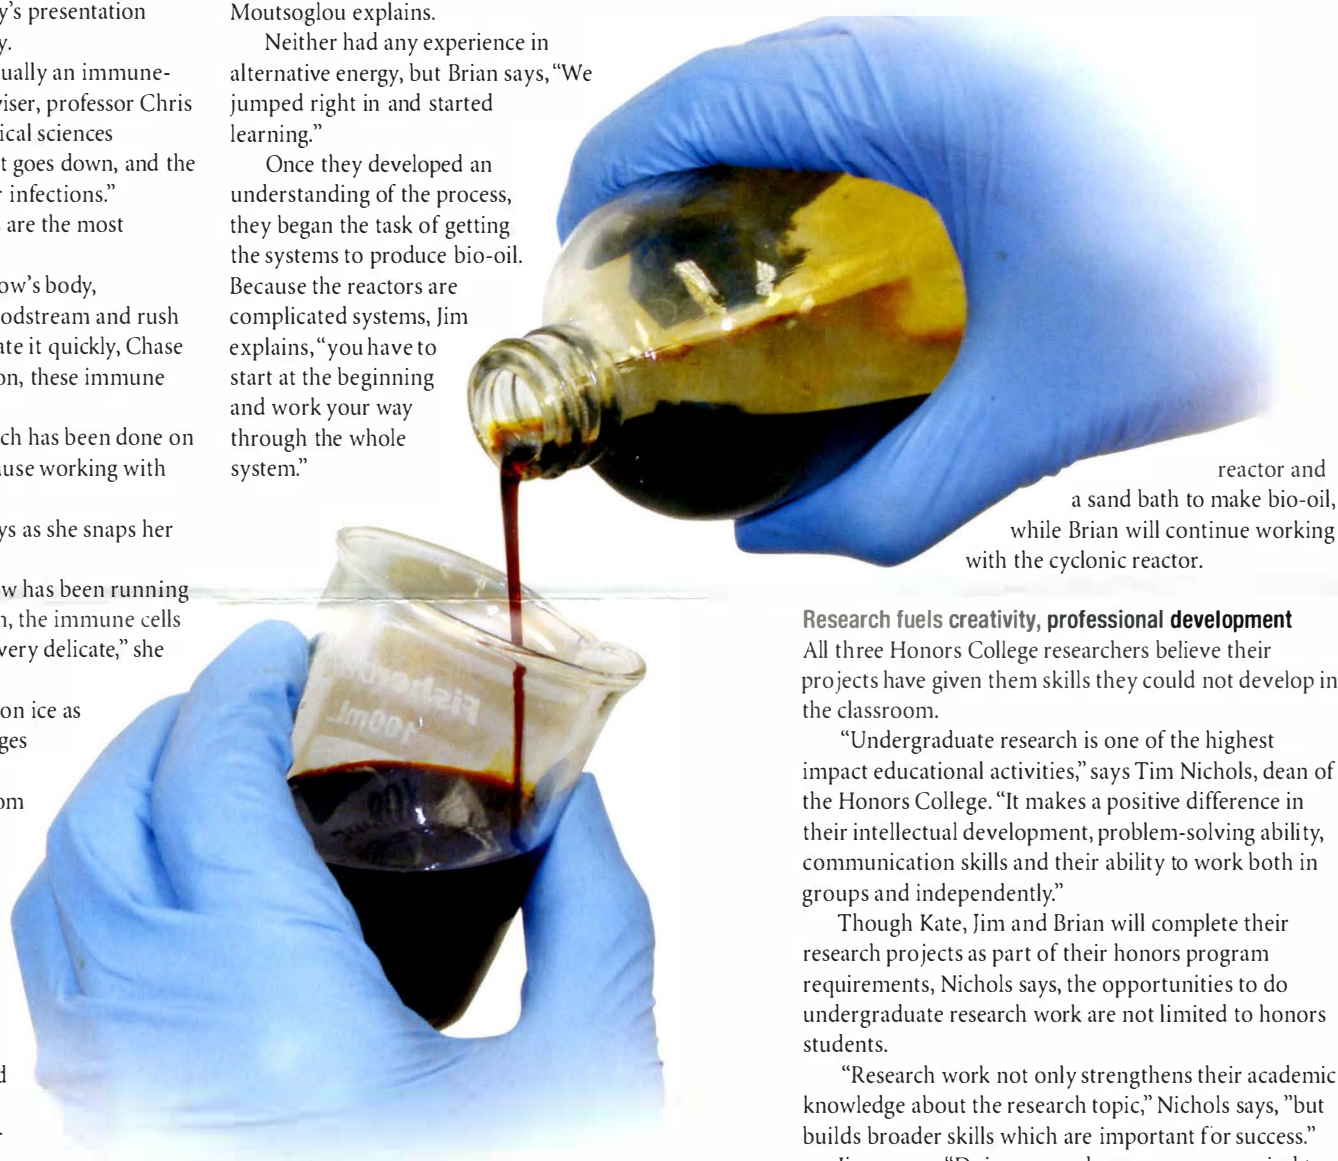 y's presentation
y.
ually an immune-
viser, professor Chris
ical sciences
t goes down, and the
r infections."
are the most
ow's body,
odstream and rush
ate it quickly, Chase
on, these immune
ch has been done on
use working with
ys as she snaps her
w has been running
n, the immune cells
very delicate," she
on ice as
ges
om
d
.
Moutsoglou explains.
Neither had any experience in
alternative energy, but Brian says, "We
jumped right in and started
learning."
Once they developed an
understanding of the process,
they began the task of getting
the systems to produce bio-oil.
Because the reactors are
complicated systems, Jim
explains, "you have to
start at the beginning
and work your way
through the whole
system."
Fisherb
100mL
reactor and
a sand bath to make bio-oil,
while Brian will continue working
with the cyclonic reactor.
Research fuels creativity, professional development
All three Honors College researchers believe their
projects have given them skills they could not develop in
the classroom.
"Undergraduate research is one of the highest
impact educational activities," says Tim Nichols, dean of
the Honors College. "It makes a positive difference in
their intellectual development, problem-solving ability,
communication skills and their ability to work both in
groups and independently."
Though Kate, Jim and Brian will complete their
research projects as part of their honors program
requirements, Nichols says, the opportunities to do
undergraduate research work are not limited to honors
students.
"Research work not only strengthens their academic
knowledge about the research topic," Nichols says, "but
builds broader skills which are important for success."